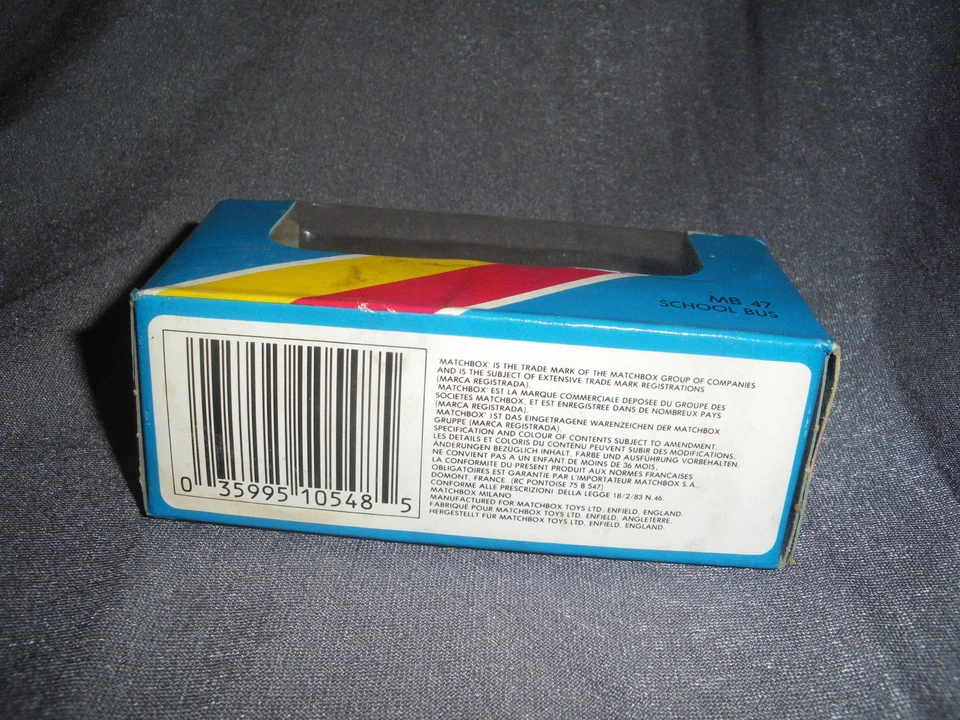 MB 47
SCHOOL BUS
0 35995 10548 5
MATCHBOX' IS THE TRADE MARK OF THE MATCHBOX GROUP OF COMPANIES
AND IS THE SUBJECT OF EXTENSIVE TRADE MARK REGISTRATIONS
(MARCA REGISTRADA).
'MATCHBOX' EST LA MARQUE COMMERCIALE DEPOSEE DU GROUPE DES
SOCIETES MATCHBOX, ET EST ENREGISTREE DANS DE NOMBREUX PAYS
(MARCA REGISTRADA).
'MATCHBOX' IST DAS EINGETRAGENE WARENZEICHEN DER MATCHBOX
GRUPPE (MARCA REGISTRADA).
SPECIFICATION AND COLOUR OF CONTENTS SUBJECT TO AMENDMENT.
LES DETAILS ET COLORIS DU CONTENU PEUVENT SUBIR DES MODIFICATIONS.
ÄNDERUNGEN BEZÜGLICH INHALT, FARBE UND AUSFÜHRUNG VORBEHALTEN.
NE CONVIENT PAS A UN ENFANT DE MOINS DE 36 MOIS.
LA CONFORMITE DU PRESENT PRODUIT AUX NORMES FRANCAISES
OBLIGATOIRES EST GARANTIE PAR L'IMPORTATEUR MATCHBOX S.A.,
DOMONT, FRANCE. (RC PONTOISE 75 B 547)
CONFORME ALLE PRESCRIZIONI DELLA LEGGE 18/2/83 N.46.
MATCHBOX MILANO
MANUFACTURED FOR MATCHBOX TOYS LTD, ENFIELD, ENGLAND.
FABRIQUÉ POUR MATCHBOX TOYS LTD, ENFIELD, ANGLETERRE.
HERGESTELLT FÜR MATCHBOX TOYS LTD, ENFIELD, ENGLAND.